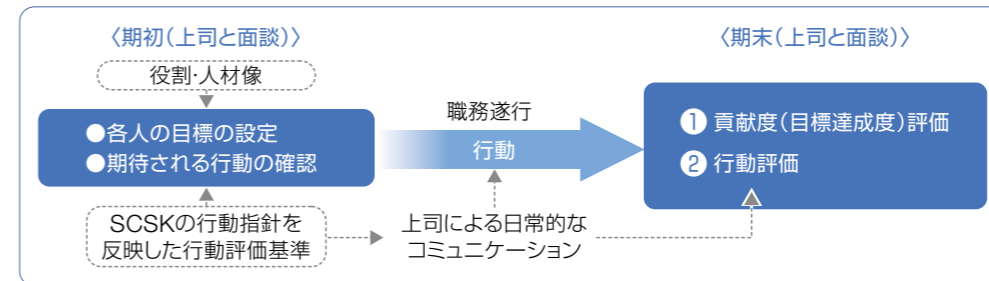 〈期初（上司と面談）〉
役割・人材像
●各人の目標の設定
●期待される行動の確認
SCSKの行動指針を
反映した行動評価基準
職務遂行
行動
上司による日常的な
コミュニケーション
〈期末（上司と面談）〉
❶ 貢献度（目標達成度）評価
❷ 行動評価